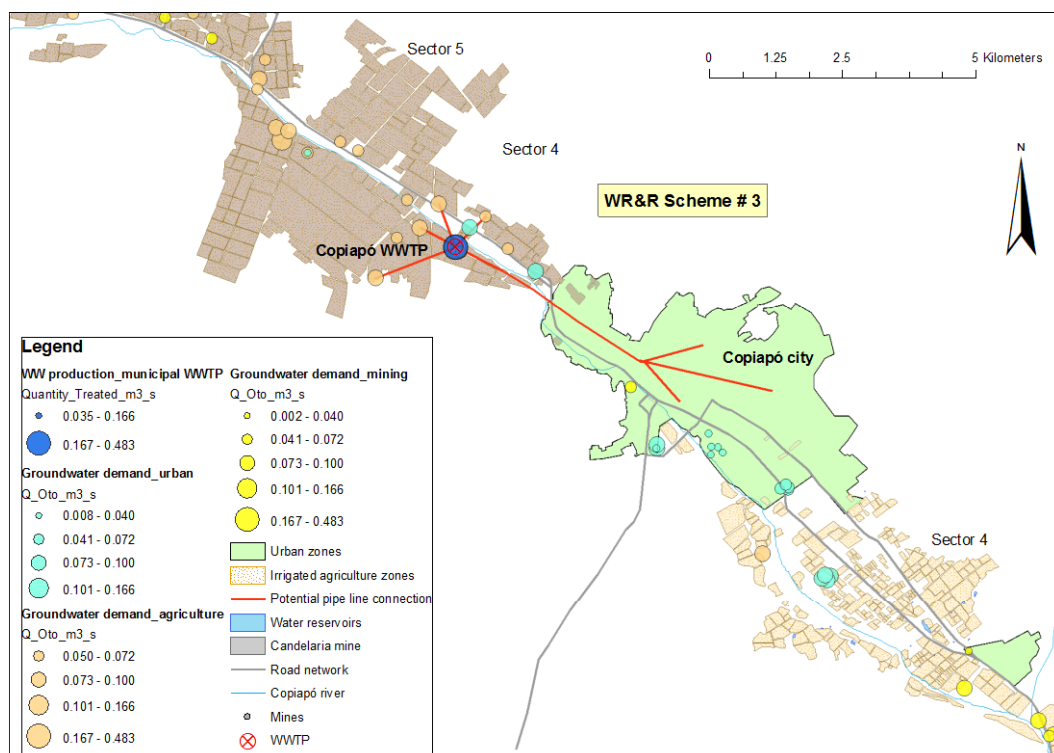 Sector 5
0 1.25 2.5 5 Kilometers
Sector 4
N
WR&R Scheme # 3
Copiapó WWTP
Copiapó city
Sector 4
Legend
WW production_municipal WWTP
Quantity_Treated_m3_s
0.035 - 0.166
0.167 - 0.483
Groundwater demand_urban
Q_Oto_m3_s
0.008 - 0.040
0.041 - 0.072
0.073 - 0.100
0.101 - 0.166
Groundwater demand_agriculture
Q_Oto_m3_s
0.050 - 0.072
0.073 - 0.100
0.101 - 0.166
0.167 - 0.483
Groundwater demand_mining
Q_Oto_m3_s
0.002 - 0.040
0.041 - 0.072
0.073 - 0.100
0.101 - 0.166
0.167 - 0.483
Urban zones
Irrigated agriculture zones
Potential pipe line connection
Water reservoirs
Candelaria mine
Road network
Copiapó river
Mines
WWTP